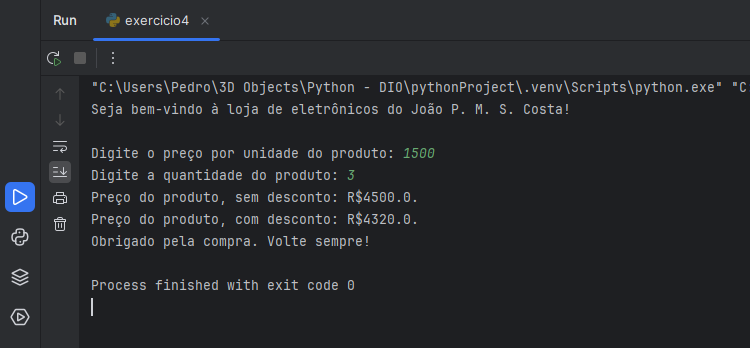 Run
exercicio4
"C:\Users\Pedro\3D Objects\Python - DIO\pythonProject\.venv\Scripts\python.exe" "C
Seja bem-vindo à loja de eletrônicos do João P. M. S. Costa!
Digite o preço por unidade do produto: 1500
Digite a quantidade do produto: 3
Preço do produto, sem desconto: R$4500.0.
Preço do produto, com desconto: R$4320.0.
Obrigado pela compra. Volte sempre!
Process finished with exit code 0